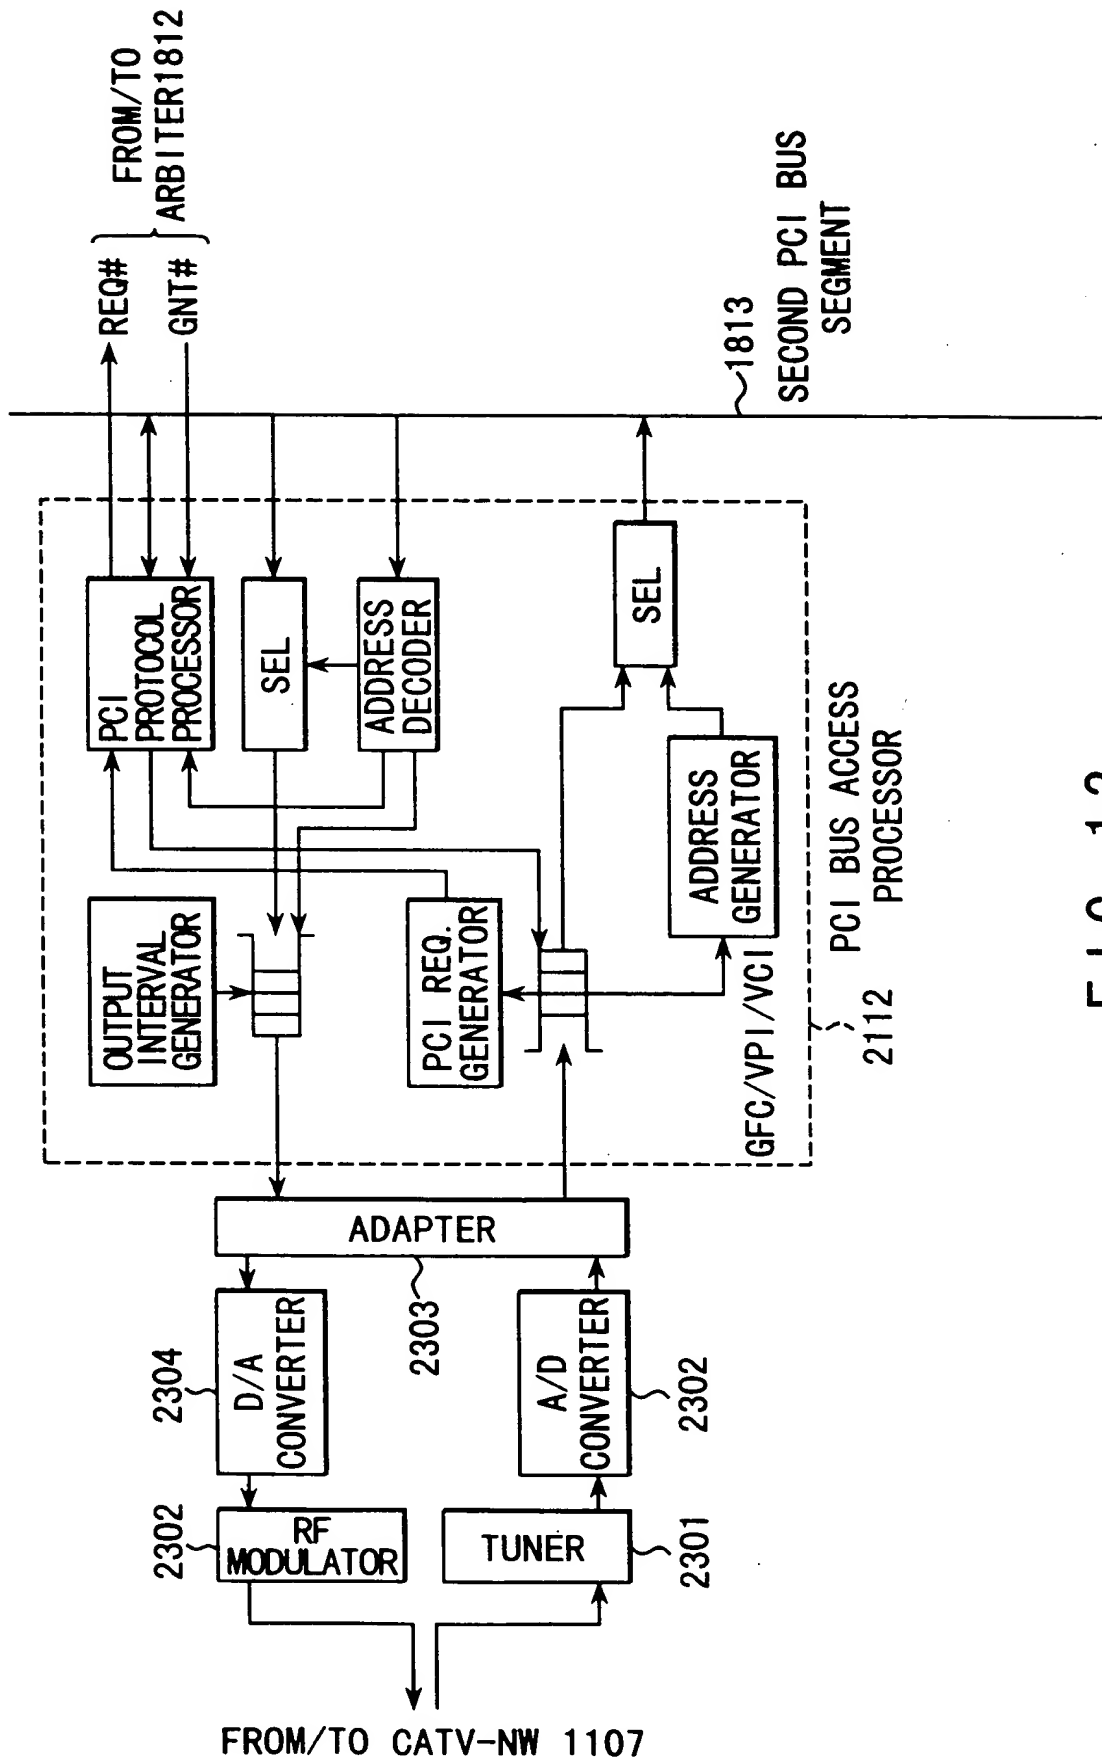 FROM/TO CATV-NW 1107
2302
RF
MODULATOR
TUNER
2301
2304
D/A
CONVERTER
A/D
CONVERTER
2302
ADAPTER
2303
OUTPUT
INTERVAL
GENERATOR
PCI REQ.
GENERATOR
GFC/VPI/VCI
PCI
PROTOCOL
PROCESSOR
SEL
ADDRESS
DECODER
ADDRESS
GENERATOR
SEL
2112
PCI BUS ACCESS
PROCESSOR
REQ#
GNT#
FROM/TO
ARBITER1812
1813
SECOND PCI BUS
SEGMENT